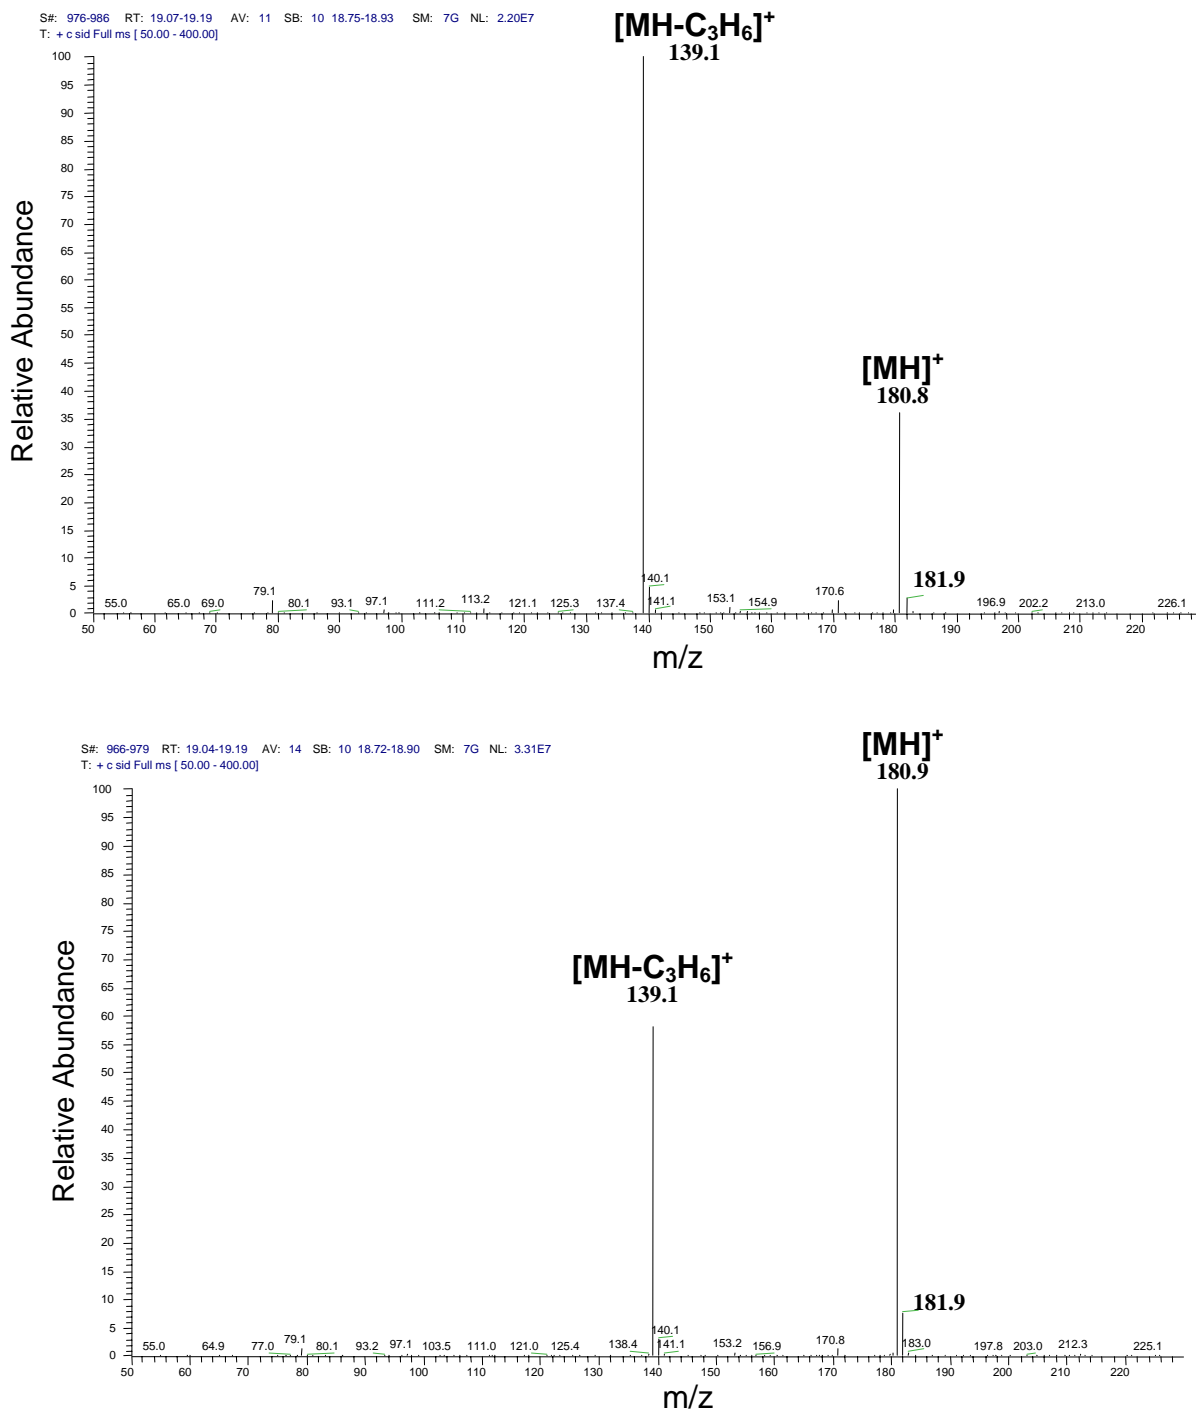 S#: 976-986 RT: 19.07-19.19 AV: 11 SB: 10 18.75-18.93 SM: 7G NL: 2.20E7
T: + c sid Full ms [ 50.00 - 400.00]
[MH-C₃H₆]⁺
139.1
100
95
90
85
80
75
70
65
60
55
50
45
40
35
30
25
20
15
10
5
0
Relative Abundance
[MH]⁺
180.8
55.0 65.0 69.0 79.1 80.1 93.1 97.1 111.2 113.2 121.1 125.3 137.4 140.1 141.1 153.1 154.9 170.6 181.9 196.9 202.2 213.0 226.1
50 60 70 80 90 100 110 120 130 140 150 160 170 180 190 200 210 220
m/z
S#: 966-979 RT: 19.04-19.19 AV: 14 SB: 10 18.72-18.90 SM: 7G NL: 3.31E7
T: + c sid Full ms [ 50.00 - 400.00]
[MH]⁺
180.9
100
95
90
85
80
75
70
65
60
55
50
45
40
35
30
25
20
15
10
5
0
Relative Abundance
[MH-C₃H₆]⁺
139.1
55.0 64.9 77.0 79.1 80.1 93.2 97.1 103.5 111.0 121.0 125.4 138.4 140.1 141.1 153.2 156.9 170.8 181.9 183.0 197.8 203.0 212.3 225.1
50 60 70 80 90 100 110 120 130 140 150 160 170 180 190 200 210 220
m/z